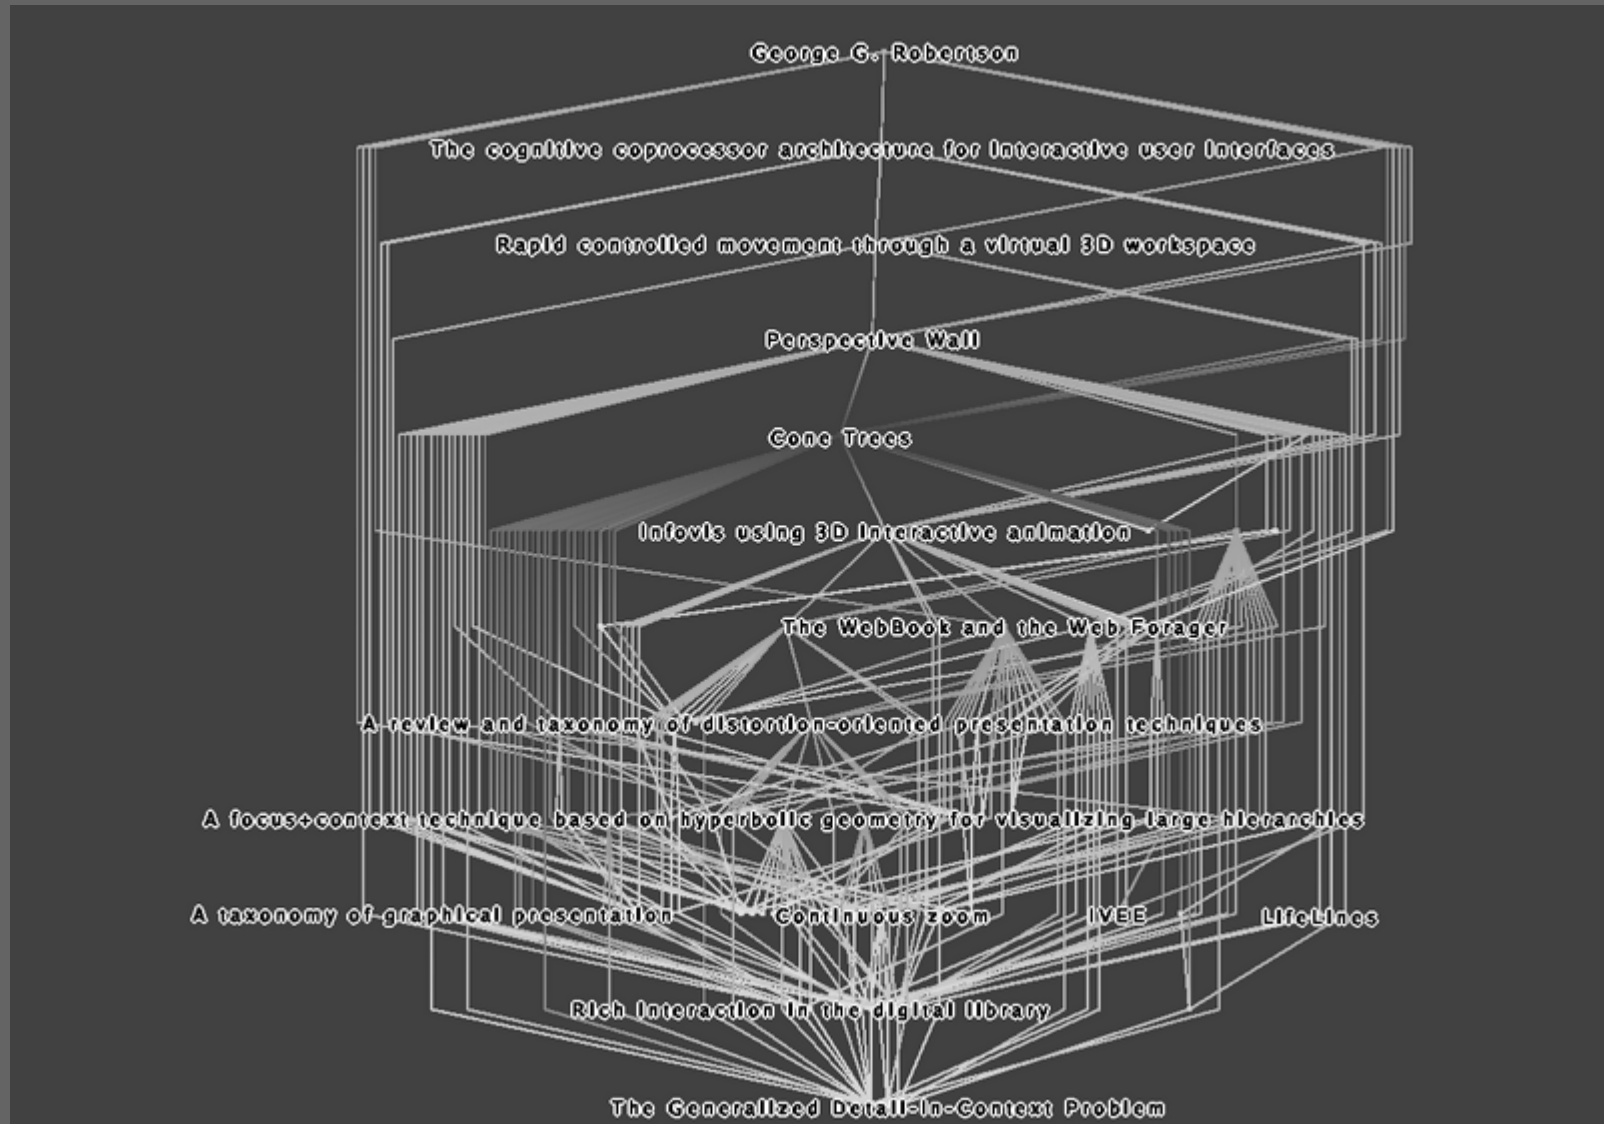 George G. Robertson
The cognitive coprocessor architecture for interactive user interfaces
Rapid controlled movement through a virtual 3D workspace
Perspective Wall
Cone Trees
Infovis using 3D interactive animation
The WebBook and the Web Forager
A review and taxonomy of distortion-oriented presentation techniques
A focus+context technique based on hyperbolic geometry for visualizing large hierarchies
A taxonomy of graphical presentation Continuous zoom IVEE LifeLines
Rich interaction in the digital library
The Generalized Detail-In-Context Problem